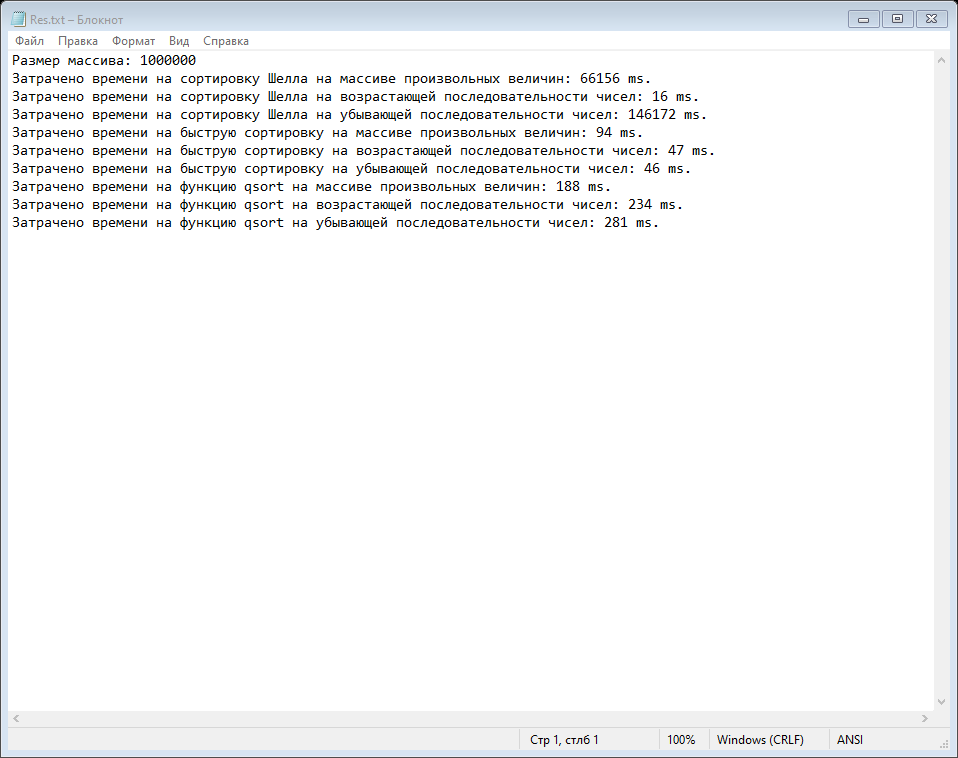 Res.txt – Блокнот
Файл Правка Формат Вид Справка
Размер массива: 1000000
Затрачено времени на сортировку Шелла на массиве произвольных величин: 66156 ms.
Затрачено времени на сортировку Шелла на возрастающей последовательности чисел: 16 ms.
Затрачено времени на сортировку Шелла на убывающей последовательности чисел: 146172 ms.
Затрачено времени на быструю сортировку на массиве произвольных величин: 94 ms.
Затрачено времени на быструю сортировку на возрастающей последовательности чисел: 47 ms.
Затрачено времени на быструю сортировку на убывающей последовательности чисел: 46 ms.
Затрачено времени на функцию qsort на массиве произвольных величин: 188 ms.
Затрачено времени на функцию qsort на возрастающей последовательности чисел: 234 ms.
Затрачено времени на функцию qsort на убывающей последовательности чисел: 281 ms.
Стр 1, стлб 1 100% Windows (CRLF) ANSI